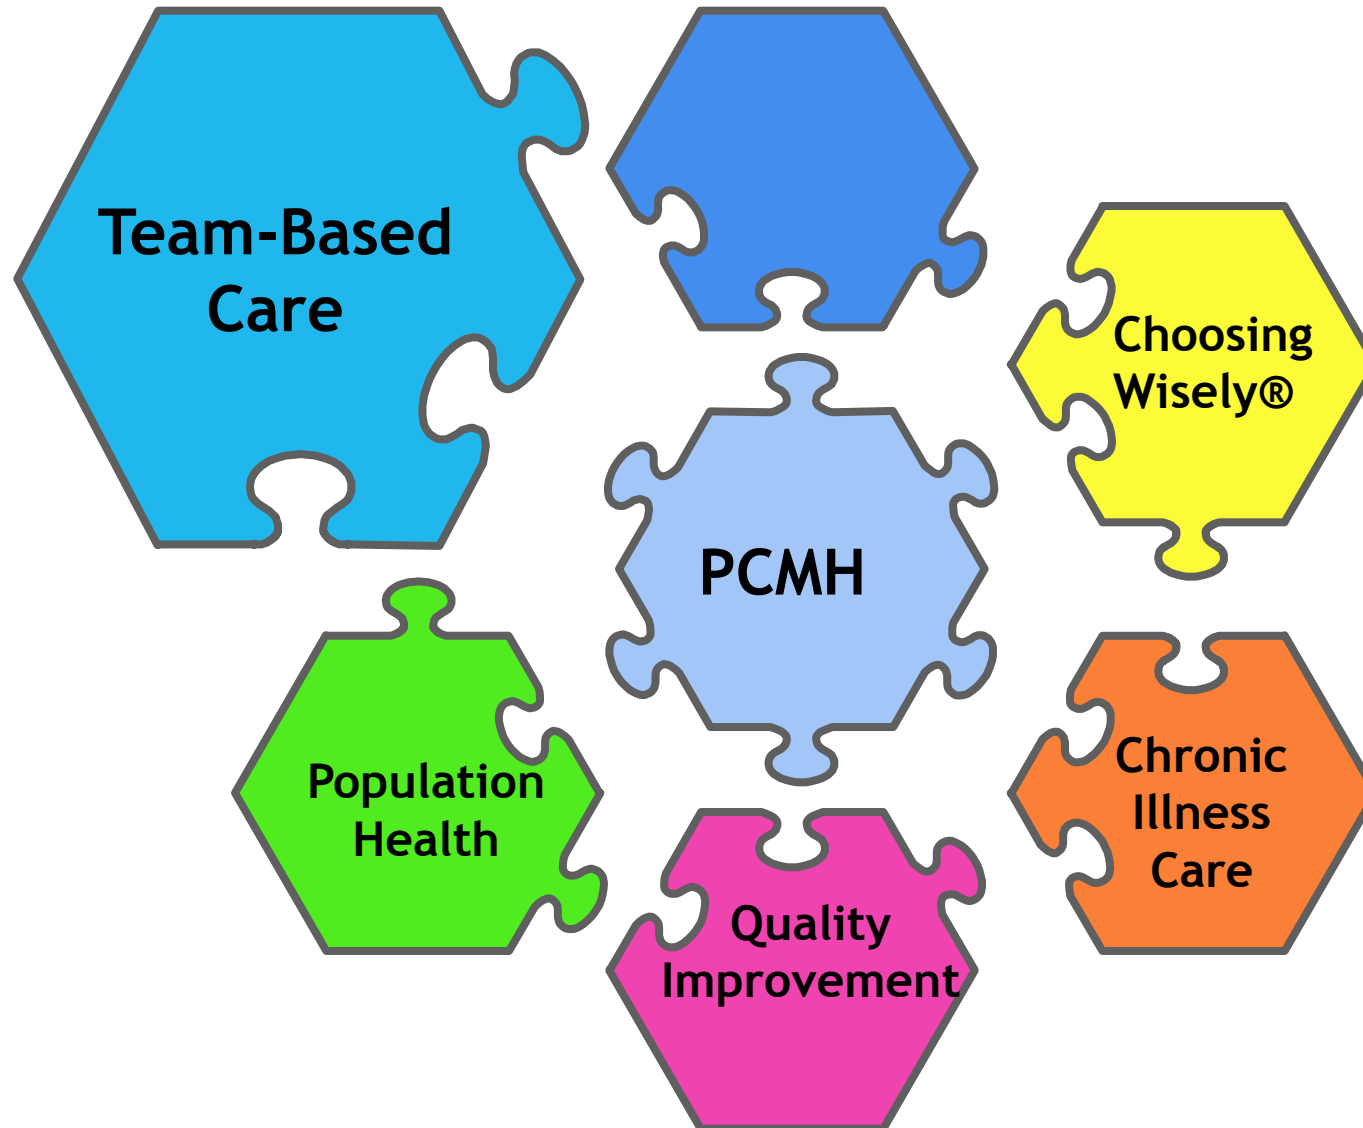 Team-Based
Care
Choosing
Wisely®
PCMH
Population
Health
Chronic
Illness
Care
Quality
Improvement